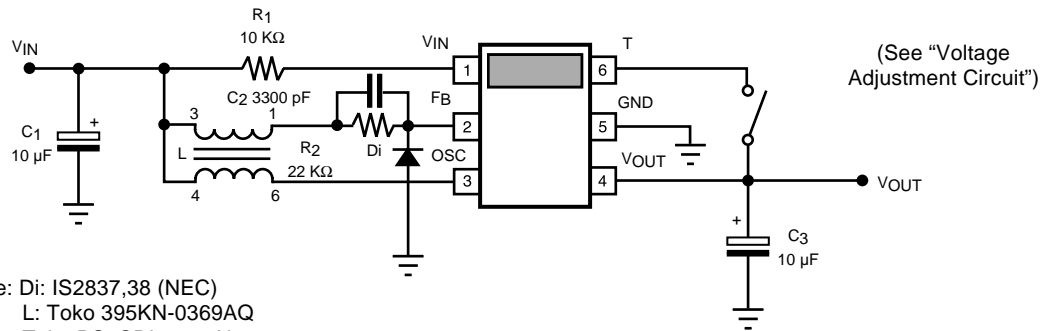 R1
10 KΩ
VIN
VIN
T
(See “Voltage
Adjustment Circuit”)
1
6
C2 3300 pF
FB
GND
C1
10 µF
+
3
1
2
5
L
R2
22 KΩ
Di
OSC
VOUT
4
6
3
4
VOUT
+
C3
10 µF
e: Di: IS2837,38 (NEC)
L: Toko 395KN-0369AQ